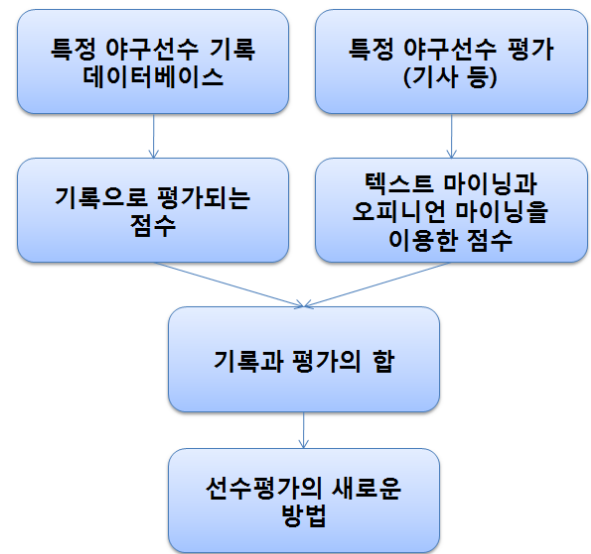 특정 야구선수 기록
데이터베이스
특정 야구선수 평가
(기사 등)
기록으로 평가되는
점수
텍스트 마이닝과
오피니언 마이닝을
이용한 점수
기록과 평가의 합
선수평가의 새로운
방법